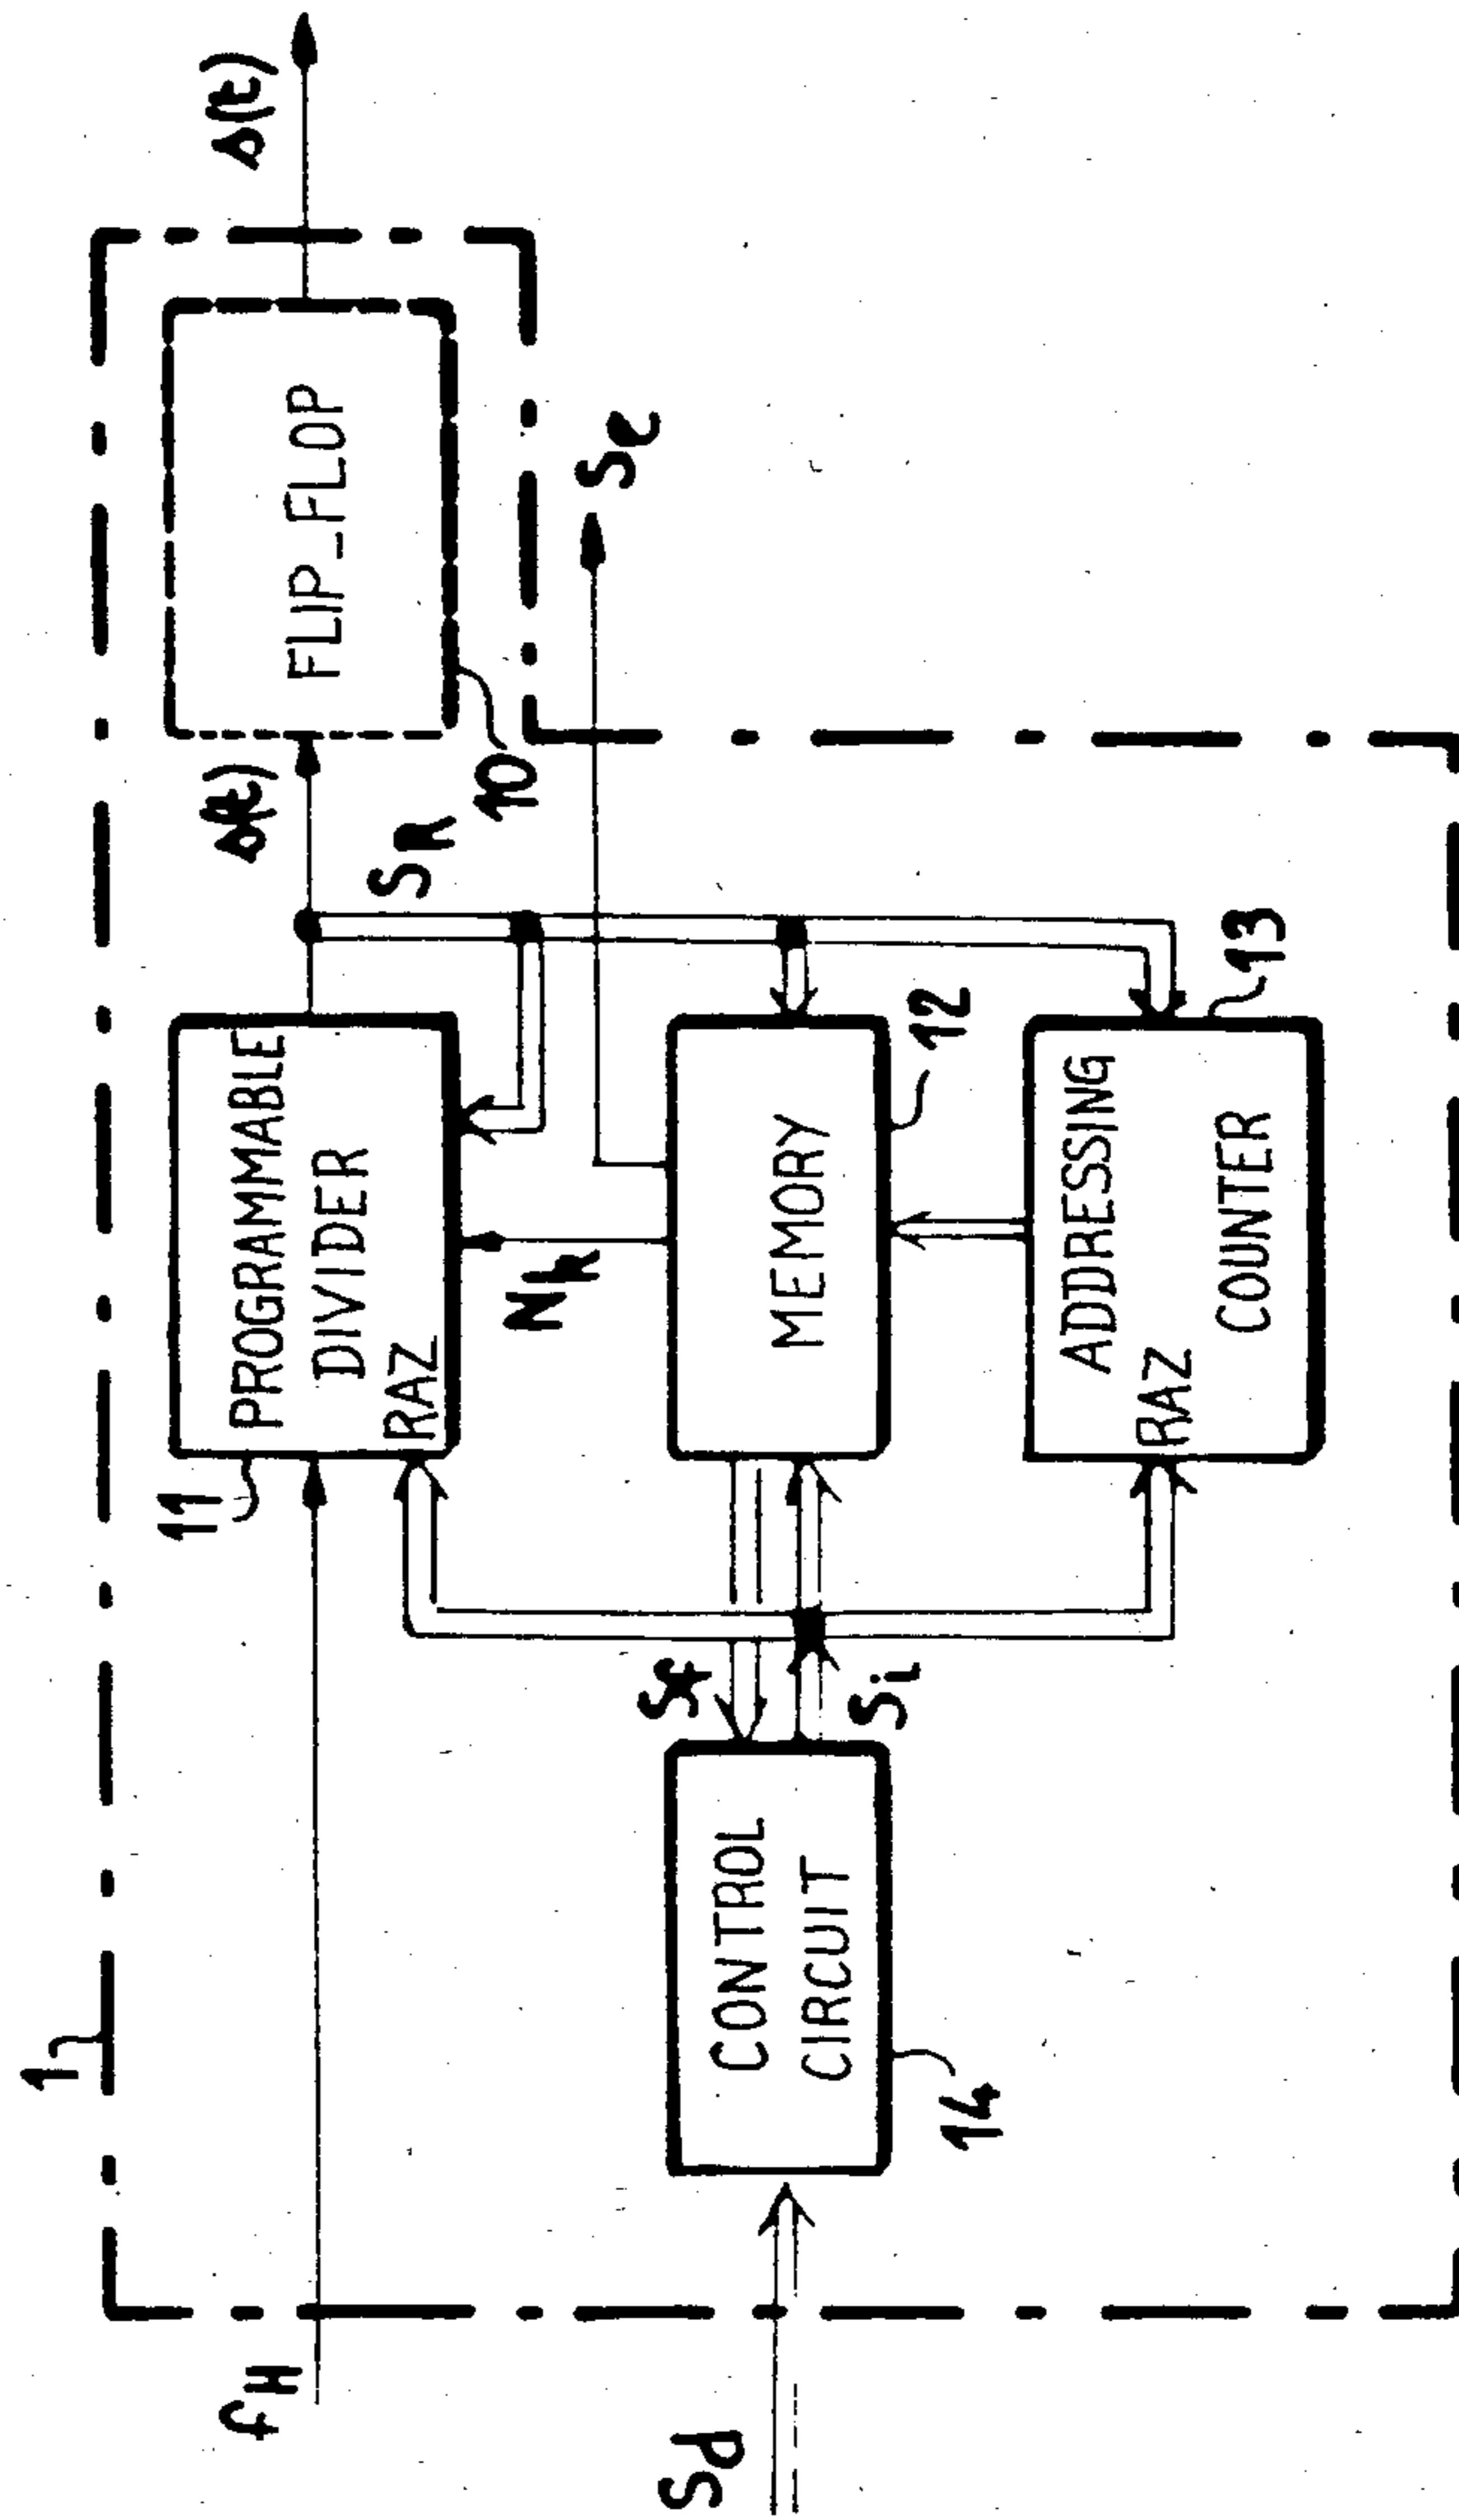 1
fH
11
PROGRAMMABLE
DIVIDER
RAZ
s(t)
FLIP_FLOP
s(t)
10
SR
Se
Nk
Sd
CONTROL
CIRCUIT
14
Sf
Si
MEMORY
12
ADDRESSING
COUNTER
RAZ
13